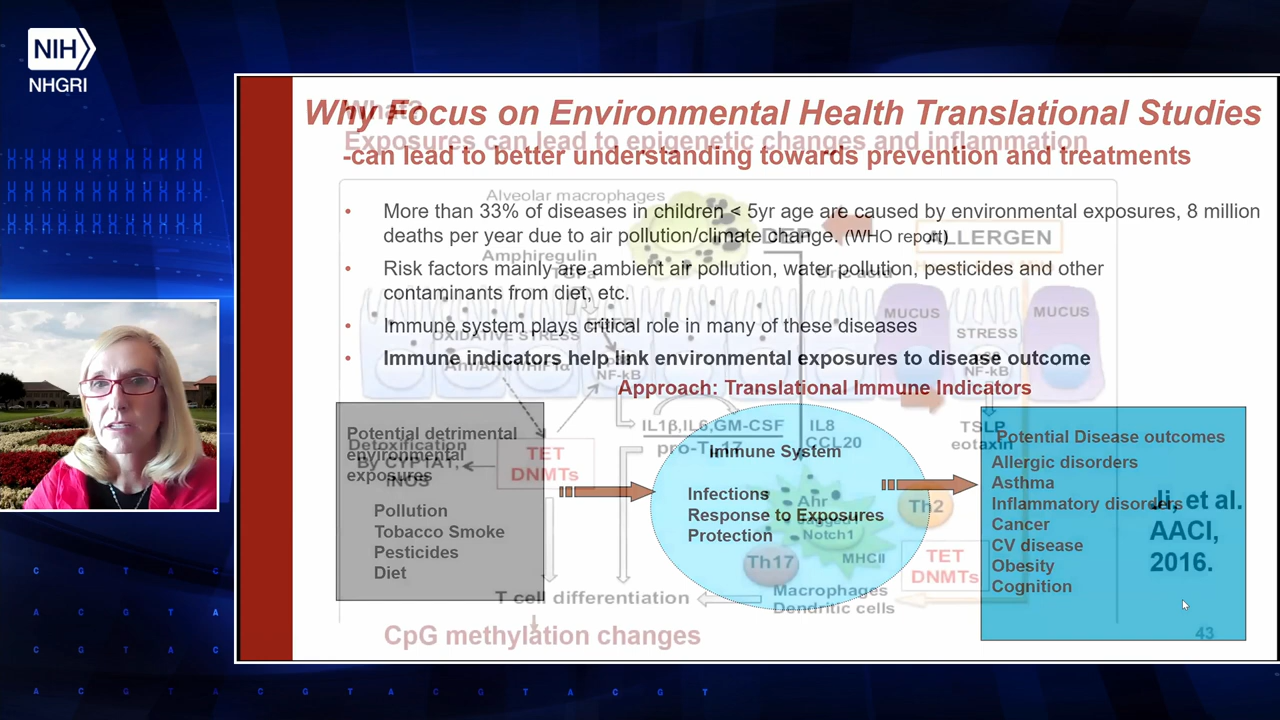 NIH
NHGRI
Why Focus on Environmental Health Translational Studies
What?
Exposures can lead to epigenetic changes and inflammation
-can lead to better understanding towards prevention and treatments
Alveolar macrophages
• More than 33% of diseases in children < 5yr age are caused by environmental exposures, 8 million
deaths per year due to air pollution/climate change. (WHO report)
DEP
ALLERGEN
Amphiregulin
• Risk factors mainly are ambient air pollution, water pollution, pesticides and other
contaminants from diet, etc.
MUCUS
MUCUS
• Immune system plays critical role in many of these diseases
OXIDATIVE STRESS
STRESS
• Immune indicators help link environmental exposures to disease outcome
NF-kB
NF-kB
Approach: Translational Immune Indicators
IL1β,IL6,GM-CSF
IL8
CCL20
pro-Th17
TSLP
eotaxin
Potential detrimental
environmental
exposures
Detoxification
By CYP1A1,
iNOS
TET
DNMTs
Pollution
Tobacco Smoke
Pesticides
Diet
Immune System
Infections
Response to Exposures
Protection
Ahr
Notch1
MHCII
Th17
Th2
TET
DNMTs
Potential Disease outcomes
Allergic disorders
Asthma
Inflammatory disorders
Cancer
CV disease
Obesity
Cognition
Ji, et al.
AACI,
2016.
T cell differentiation
Macrophages
Dendritic cells
CpG methylation changes
43
C G T A C
A C G T A
C G T A C
A C G T A C G T A C G T A C G T